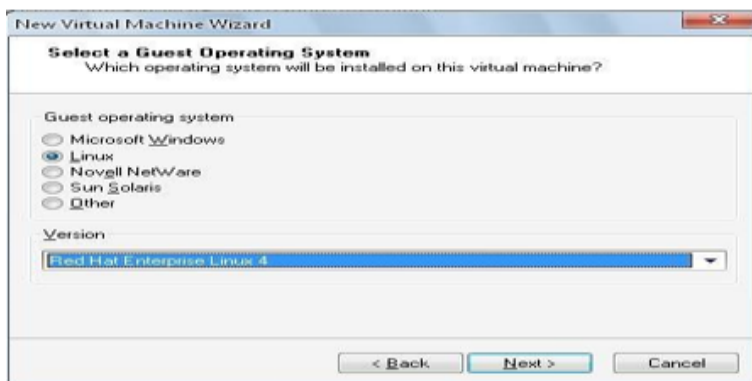 New Virtual Machine Wizard
Select a Guest Operating System
Which operating system will be installed on this virtual machine?
Guest operating system
Microsoft Windows
Linux
Novell NetWare
Sun Solaris
Other
Version
Red Hat Enterprise Linux 4
< Back
Next >
Cancel